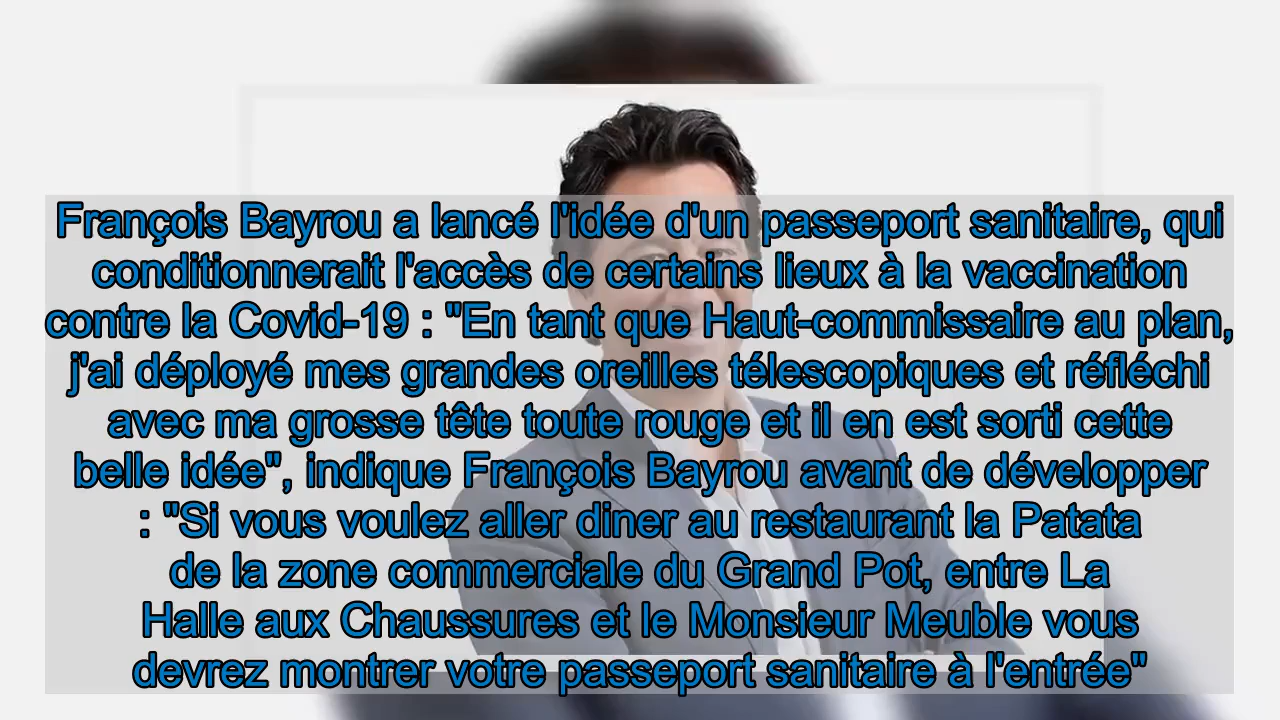 François Bayrou a lancé l'idée d'un passeport sanitaire, qui
conditionnerait l'accès de certains lieux à la vaccination
contre la Covid-19 : "En tant que Haut-commissaire au plan,
j'ai déployé mes grandes oreilles télescopiques et réfléchi
avec ma grosse tête toute rouge et il en est sorti cette
belle idée", indique François Bayrou avant de développer
: "Si vous voulez aller diner au restaurant la Patata
de la zone commerciale du Grand Pot, entre La
Halle aux Chaussures et le Monsieur Meuble vous
devrez montrer votre passeport sanitaire à l'entrée"